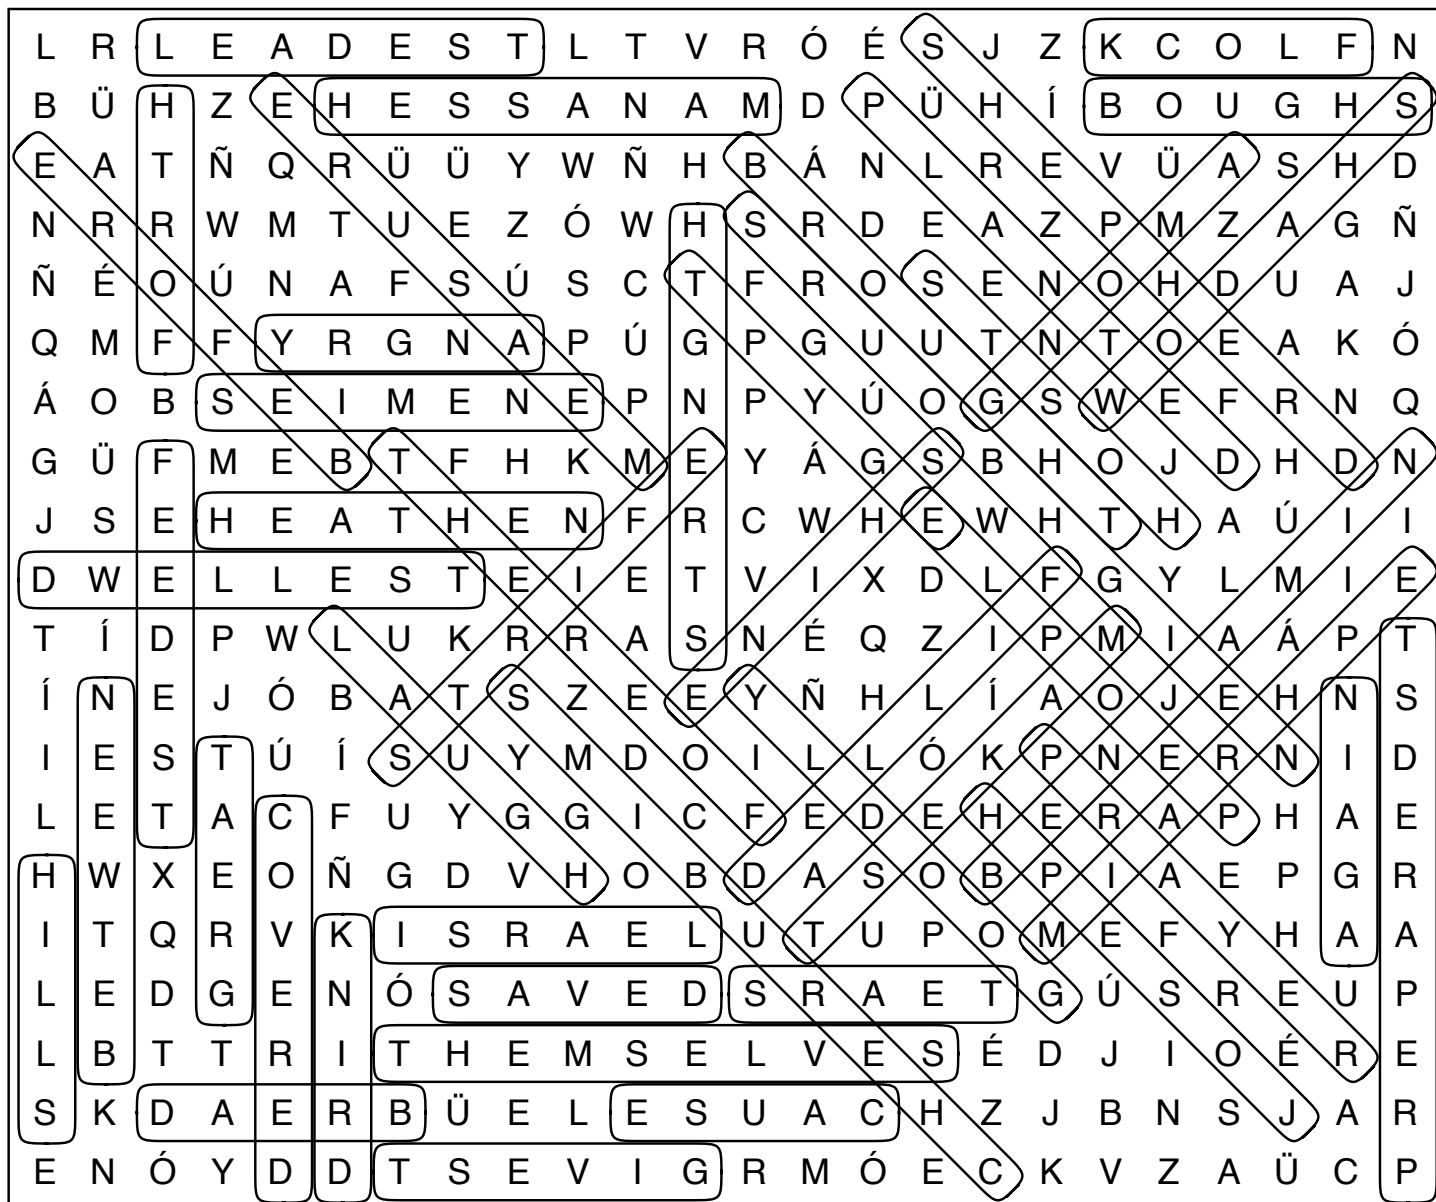 L R L E A D E S T L T V R Ó É S J Z K C O L F N
B Ü H Z E H E S S A N A M D P Ü H Í B O U G H S
E A T Ñ Q R Ü Ü Y W Ñ H B Á N L R E V Ü A S H D
N R R W M T U E Z Ó W H S R D E A Z P M Z A G Ñ
Ñ É O Ú N A F S Ú S C T F R O S E N O H D U A J
Q M F F Y R G N A P Ú G P G U U T N T O E A K Ó
Á O B S E I M E N E P N P Y Ú O G S W E F R N Q
G Ü F M E B T F H K M E Y Á G S B H O J D H D N
J S E H E A T H E N F R C W H E W H T H A Ú I I
D W E L L E S T E I E T V I X D L F G Y L M I E
T Í D P W L U K R R A S N É Q Z I P M I A Á P T
Í N E J Ó B A T S Z E E Y Ñ H L Í A O J E H N S
I E S T Ú Í S U Y M D O I L L Ó K P N E R N I D
L E T A C F U Y G G I C F E D E H E R A P H A E
H W X E O Ñ G D V H O B D A S O B P I A E P G R
I T Q R V K I S R A E L U T U P O M E F Y H A A
L E D G E N Ó S A V E D S R A E T G Ú S R E U P
L B T T R I T H E M S E L V E S É D J I O É R E
S K D A E R B Ü E L E S U A C H Z J B N S J A R
E N Ó Y D D T S E V I G R M Ó E C K V Z A Ü C P